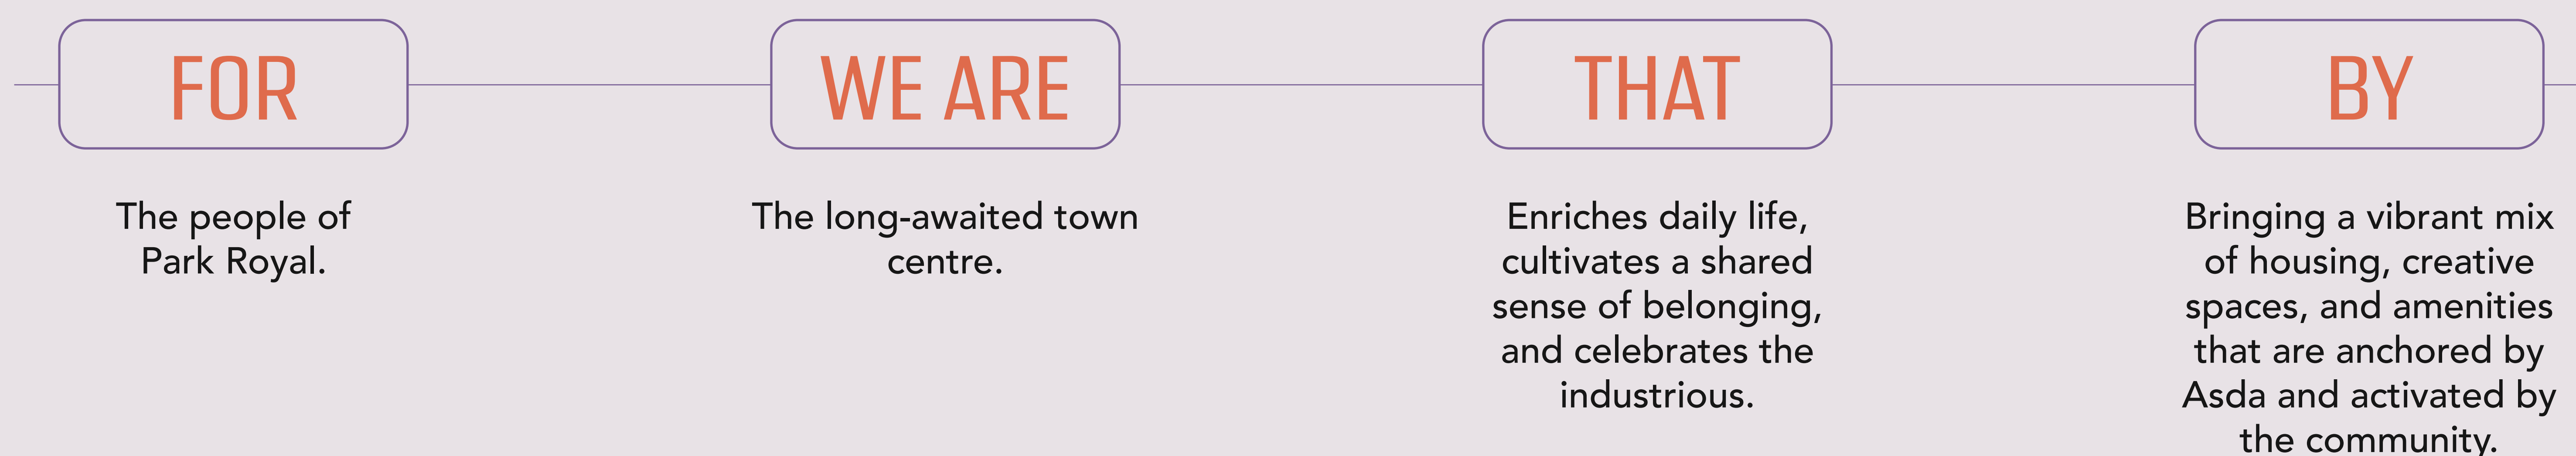 FOR
The people of
Park Royal.
WE ARE
The long-awaited town
centre.
THAT
Enriches daily life,
cultivates a shared
sense of belonging,
and celebrates the
industrious.
BY
Bringing a vibrant mix
of housing, creative
spaces, and amenities
that are anchored by
Asda and activated by
the community.